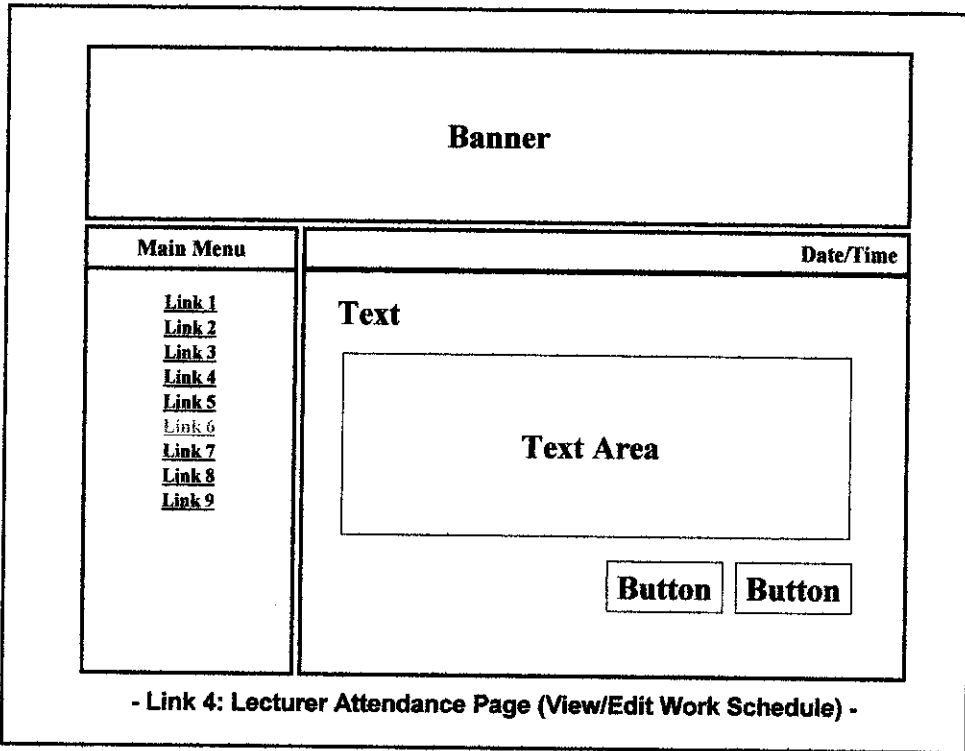 Banner
Main Menu
Date/Time
Link 1
Link 2
Link 3
Link 4
Link 5
Link 6
Link 7
Link 8
Link 9
Text
Text Area
Button Button
- Link 4: Lecturer Attendance Page (View/Edit Work Schedule) -